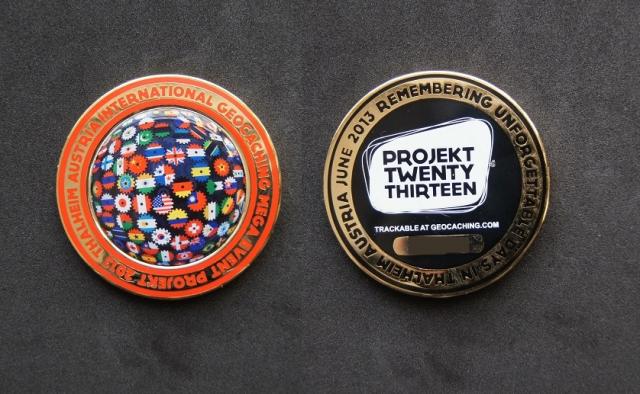 THALHEIM AUSTRIA INTERNATIONAL GEOCACHING MEGA EVENT PROJEKT 2013
JUNE 2013 REMEMBERING UNFORGETTABLE DAYS IN THALHEIM AUSTRIA
PROJEKT
TWENTY
THIRTEEN
TRACKABLE AT GEOCACHING.COM